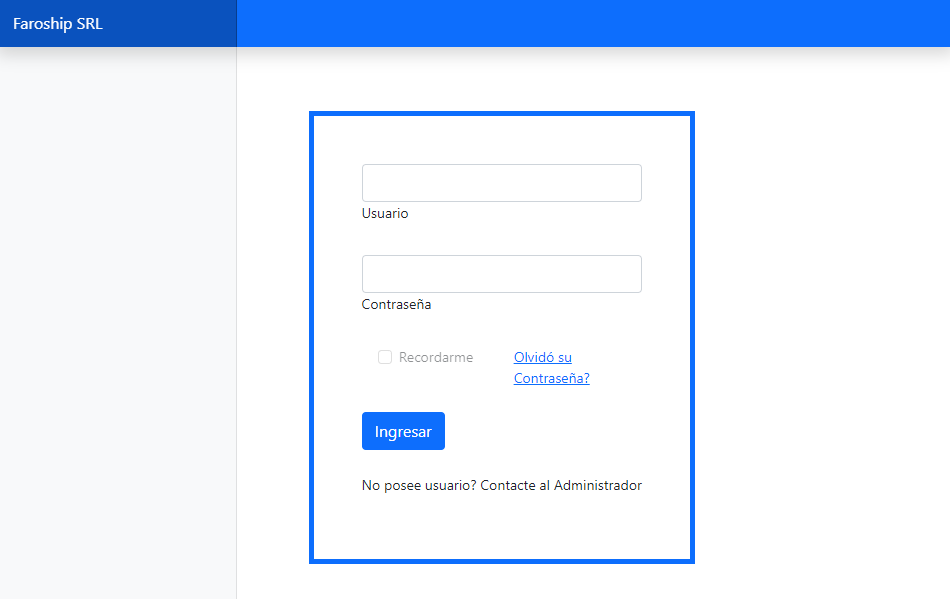 Faroship SRL
Usuario
Contraseña
Recordarme
Olvidó su
Contraseña?
Ingresar
No posee usuario? Contacte al Administrador